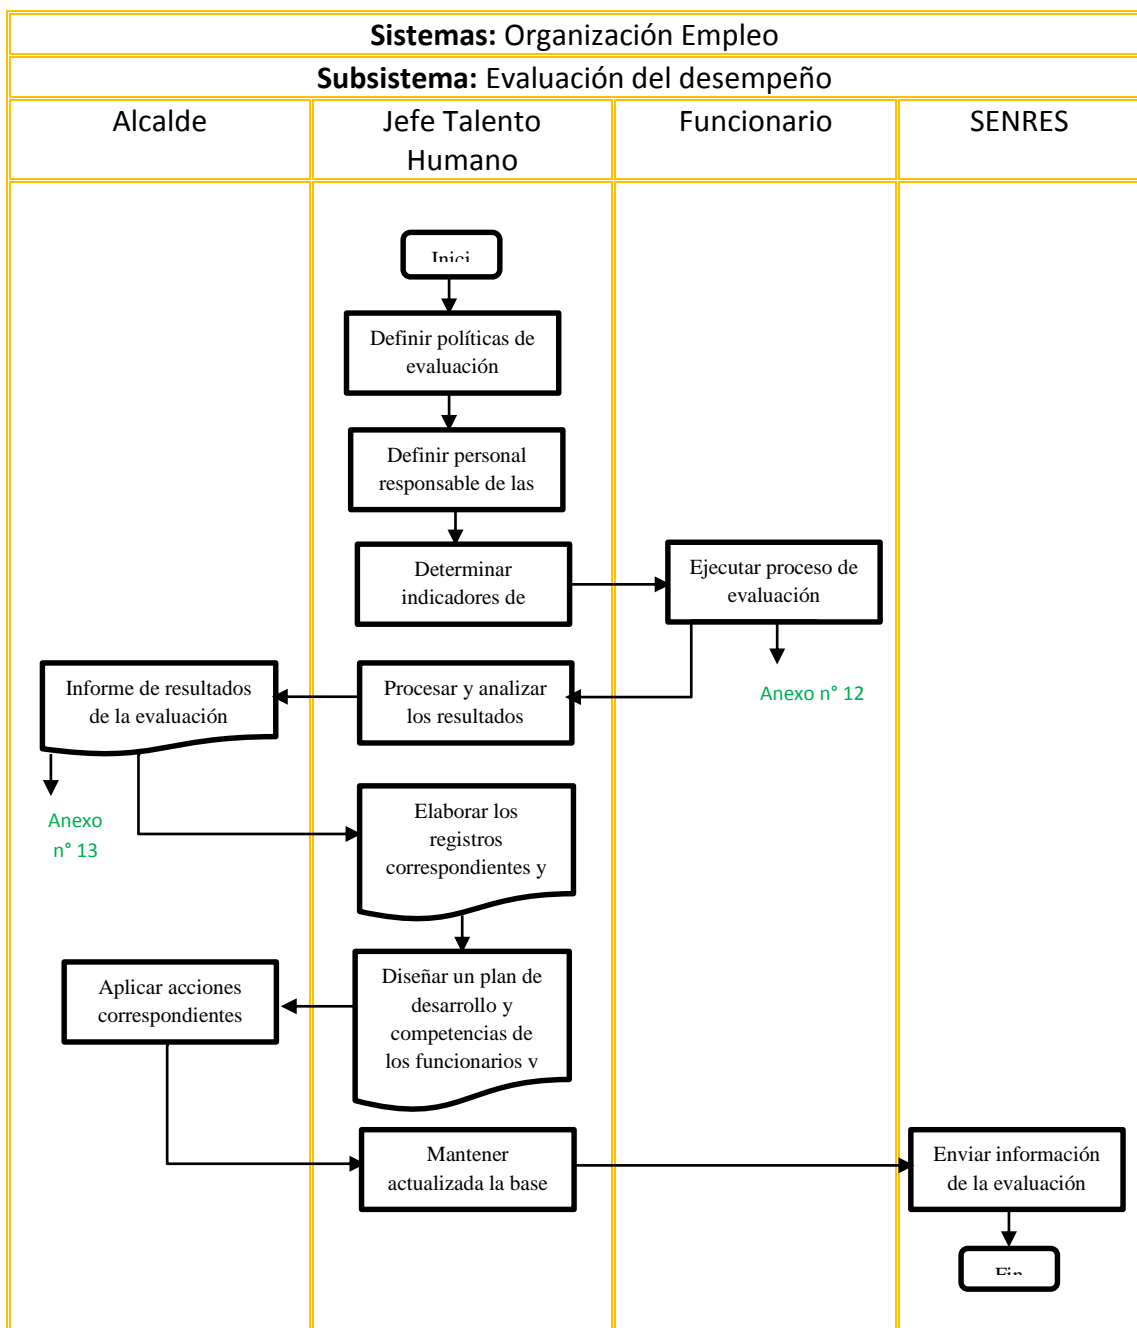 Sistemas: Organización Empleo
Subsistema: Evaluación del desempeño
Alcalde
Jefe Talento
Humano
Funcionario
SENRES
Inici
Definir políticas de
evaluación
Definir personal
responsable de las
Determinar
indicadores de
Ejecutar proceso de
evaluación
Anexo n° 12
Procesar y analizar
los resultados
Informe de resultados
de la evaluación
Anexo
n° 13
Elaborar los
registros
correspondientes y
Diseñar un plan de
desarrollo y
competencias de
los funcionarios y
Aplicar acciones
correspondientes
Mantener
actualizada la base
Enviar información
de la evaluación
Fin